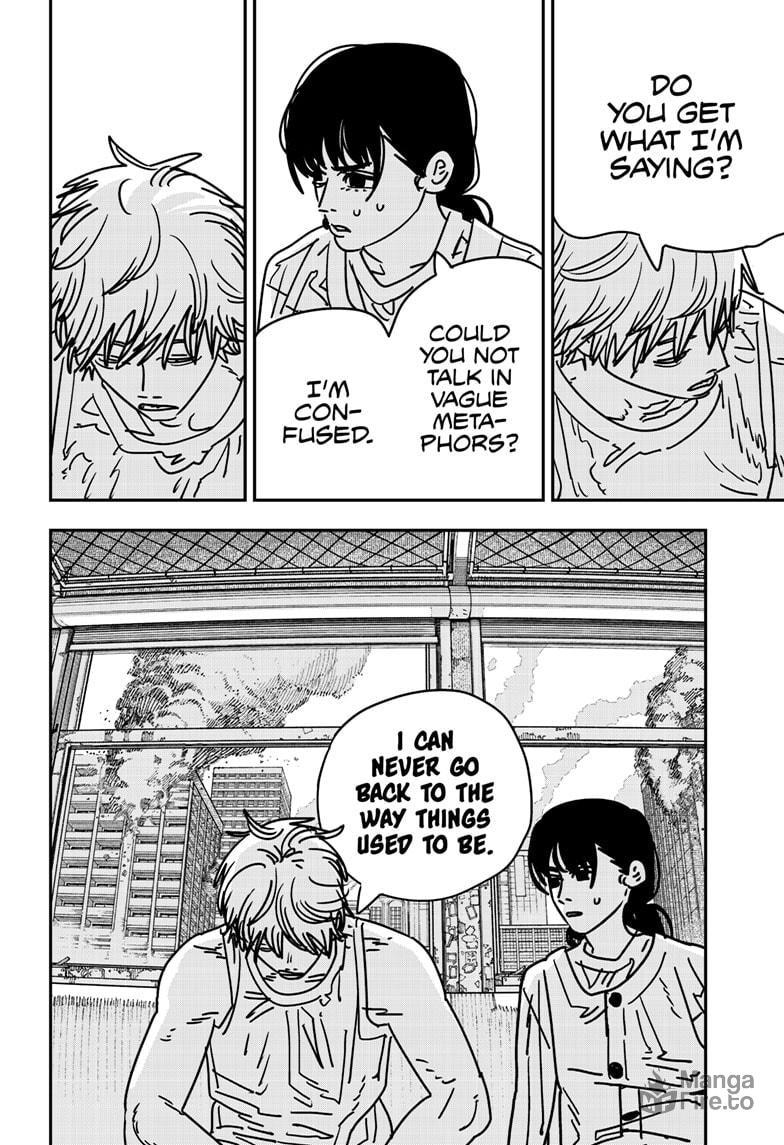 DO
YOU GET
WHAT I'M
SAYING?
COULD
YOU NOT
TALK IN
VAGUE
META-
PHORS?
I'M
CON-
FUSED.
I CAN
NEVER GO
BACK TO THE
WAY THINGS
USED TO BE.
Manga
Fire.to